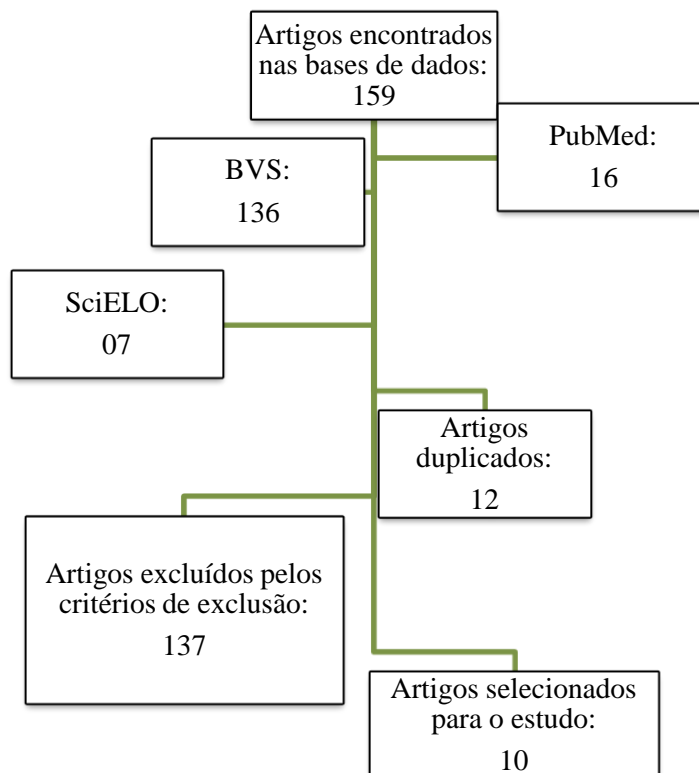 Artigos encontrados
nas bases de dados:
159
PubMed:
16
BVS:
136
SciELO:
07
Artigos
duplicados:
12
Artigos excluídos pelos
critérios de exclusão:
137
Artigos selecionados
para o estudo:
10